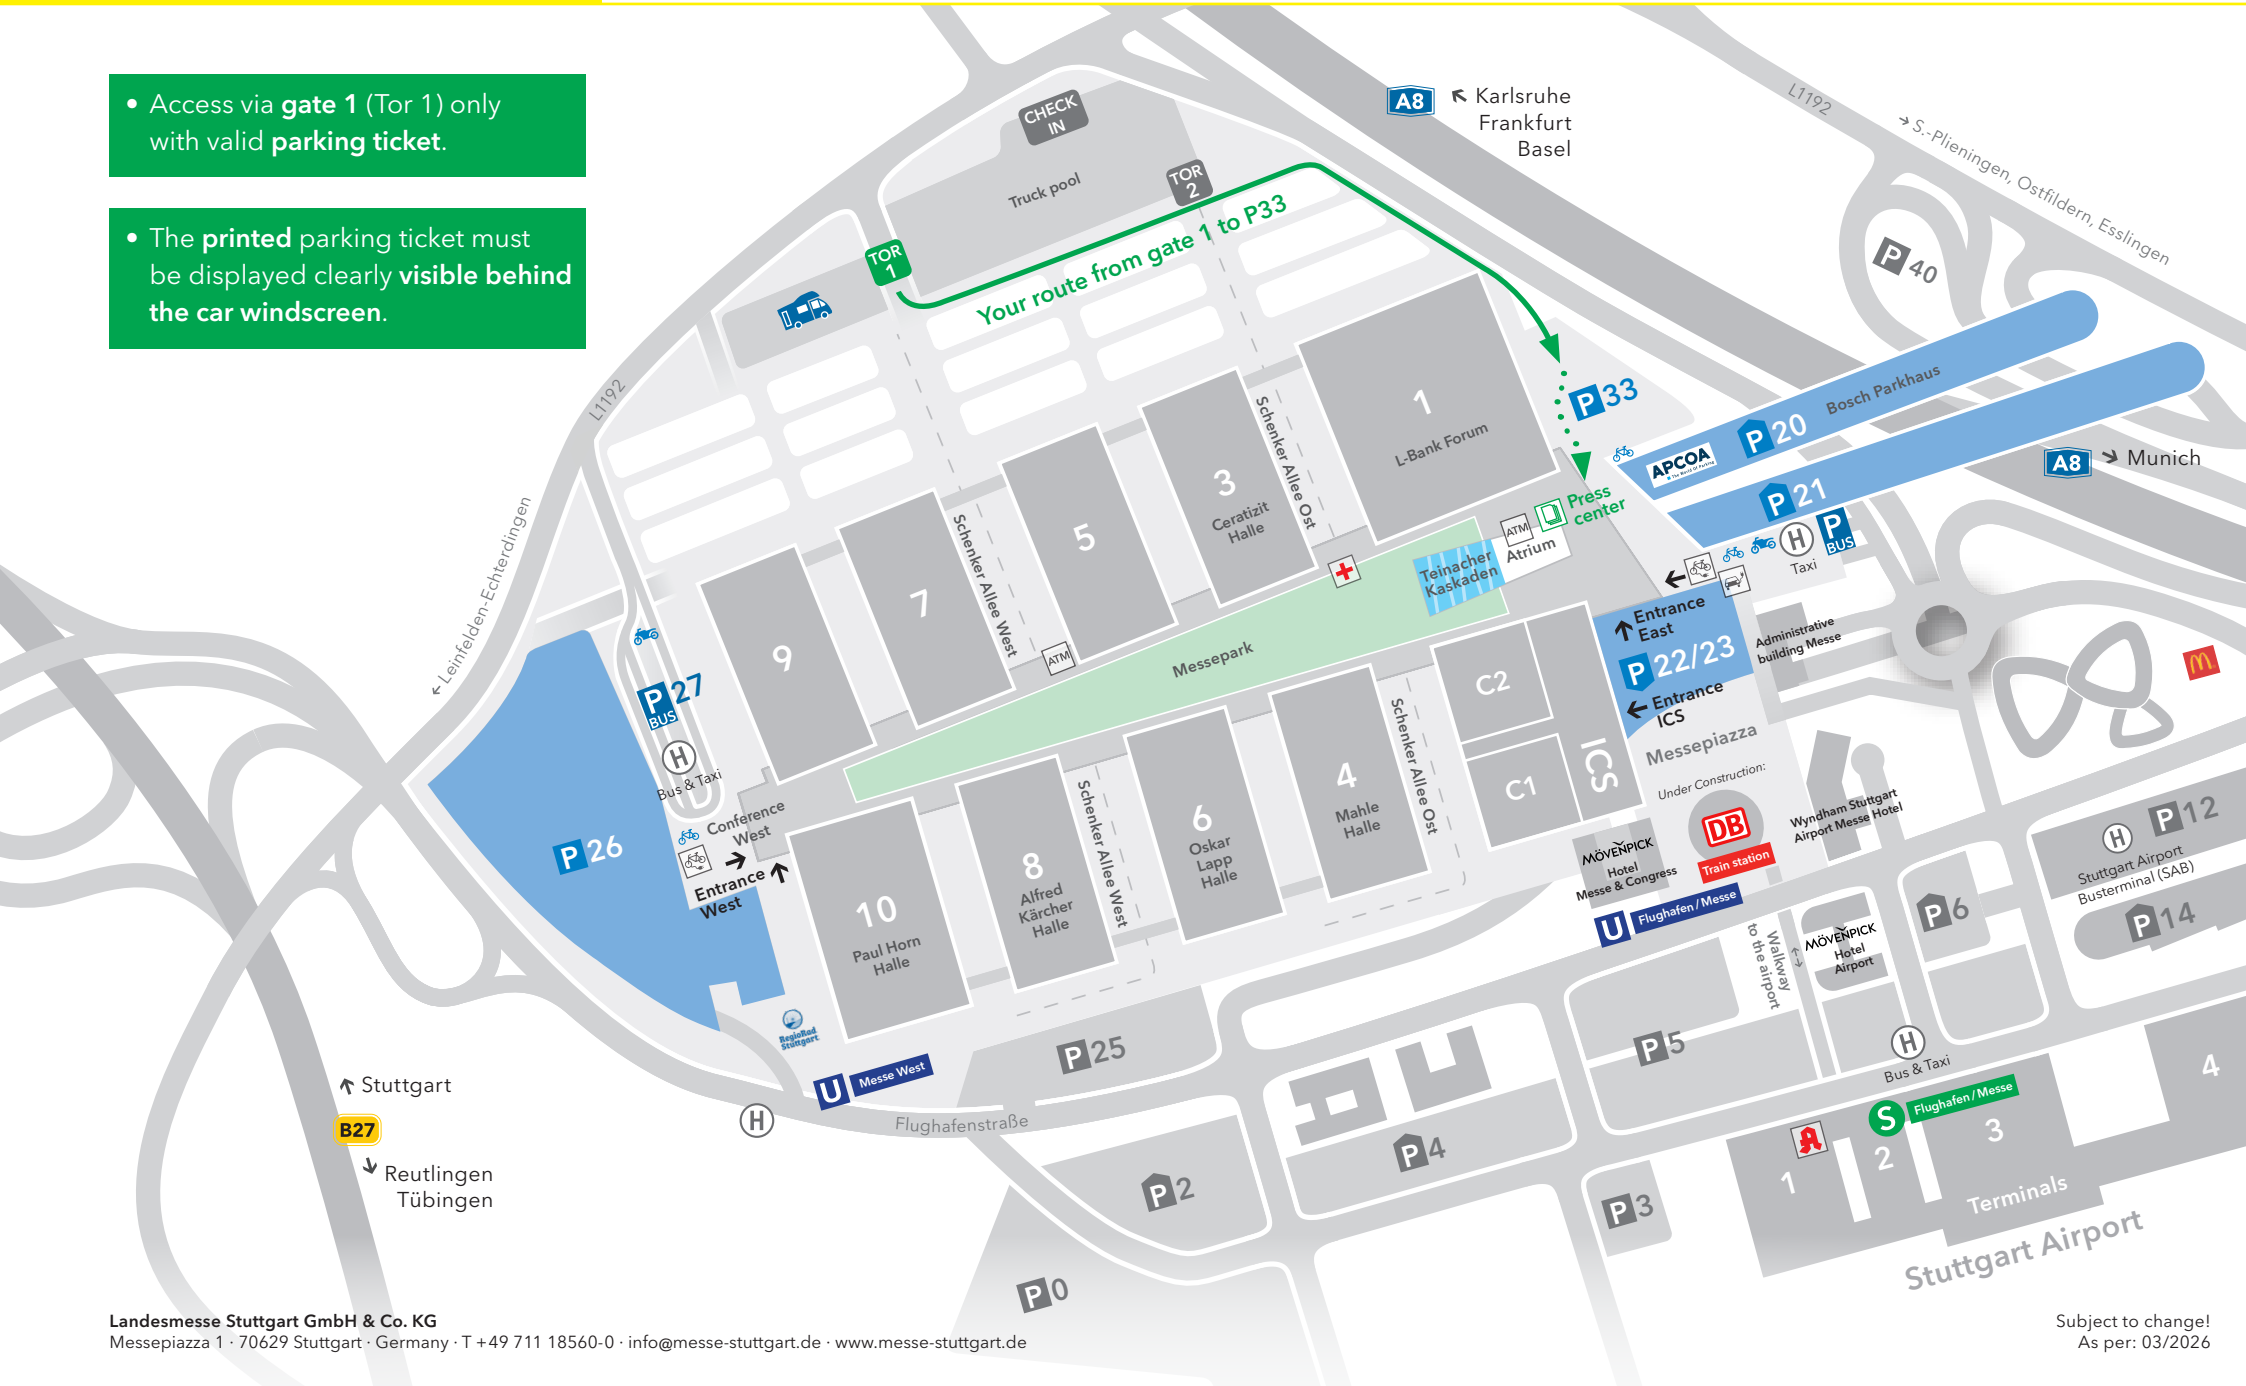 • Access via gate 1 (Tor 1) only
with valid parking ticket.
• The printed parking ticket must
be displayed clearly visible behind
the car windscreen.
CHECK
IN
Truck pool
TOR
2
TOR
1
Your route from gate 1 to P33
A8
Karlsruhe
Frankfurt
Basel
L1192
S.-Plieningen, Ostfildern, Esslingen
P 40
L1192
Leinfelden-Echterdingen
P 33
Bosch Parkhaus
P 20
APCOA
P 21
A8
Munich
1
L-Bank Forum
Schenker Allee Ost
3
Ceratizit
Halle
5
Schenker Allee West
7
9
Press
center
ATM
Atrium
Teinacher
Kaskaden
H
Taxi
P
BUS
Entrance
East
P 22/23
Entrance
ICS
Administrative
building Messe
Messepark
ATM
P 27
BUS
H
Bus & Taxi
Conference
West
Entrance
West
P 26
C2
C1
ICS
Messepiazza
Under Construction:
DB
Train station
Wyndham Stuttgart
Airport Messe Hotel
MÖVENPICK
Hotel
Messe & Congress
U Flughafen/Messe
4
Mahle
Halle
Schenker Allee Ost
6
Oskar
Lapp
Halle
Schenker Allee West
8
Alfred
Kärcher
Halle
10
Paul Horn
Halle
P 12
H
Stuttgart Airport
Busterminal (SAB)
P 14
P 6
MÖVENPICK
Hotel
Airport
Walkway
to the airport
RegioRad
Stuttgart
U Messe West
P 25
P 5
H
Bus & Taxi
S Flughafen/Messe
H
Flughafenstraße
P 2
P 4
P 3
P 0
1
2
3
4
Terminals
Stuttgart Airport
Stuttgart
B27
Reutlingen
Tübingen
Landesmesse Stuttgart GmbH & Co. KG
Messepiazza 1 · 70629 Stuttgart · Germany · T +49 711 18560-0 · info@messe-stuttgart.de · www.messe-stuttgart.de
Subject to change!
As per: 03/2026